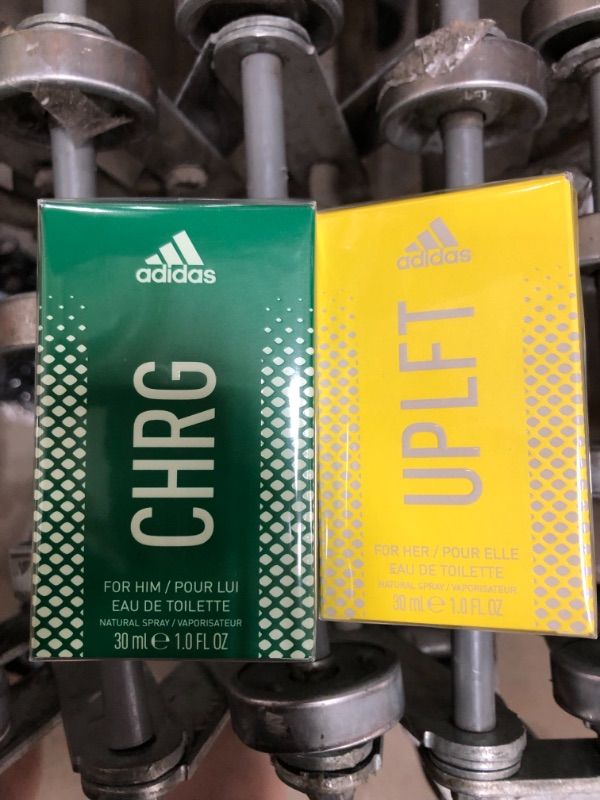 adidas
CHRG
FOR HIM / POUR LUI
EAU DE TOILETTE
NATURAL SPRAY / VAPORISATEUR
30 ml e 1.0 FL OZ
adidas
UPLFT
FOR HER / POUR ELLE
EAU DE TOILETTE
NATURAL SPRAY / VAPORISATEUR
30 ml e 1.0 FL OZ